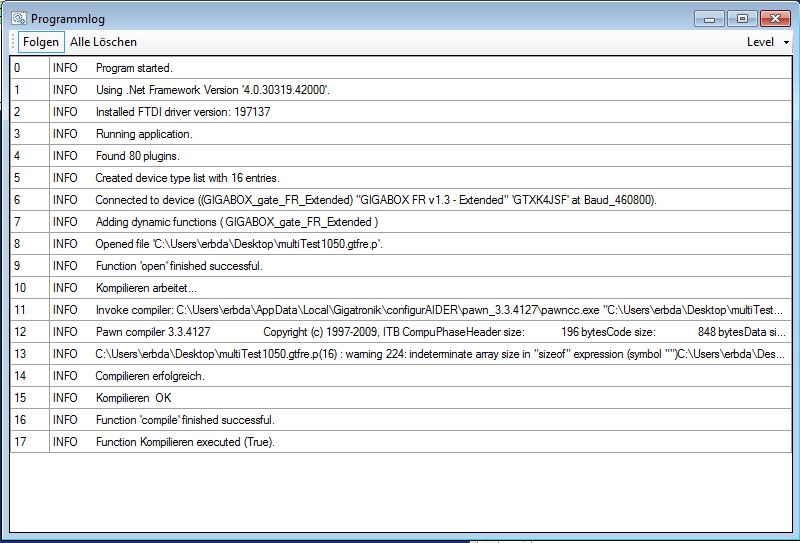 Programmlog
Folgen Alle Löschen Level
0 INFO Program started.
1 INFO Using .Net Framework Version '4.0.30319.42000'.
2 INFO Installed FTDI driver version: 197137
3 INFO Running application.
4 INFO Found 80 plugins.
5 INFO Created device type list with 16 entries.
6 INFO Connected to device ((GIGABOX_gate_FR_Extended) "GIGABOX FR v1.3 - Extended" 'GTXK4JSF' at Baud_460800).
7 INFO Adding dynamic functions ( GIGABOX_gate_FR_Extended )
8 INFO Opened file 'C:\Users\erbda\Desktop\multiTest1050.gtfre.p'.
9 INFO Function 'open' finished successful.
10 INFO Kompilieren arbeitet...
11 INFO Invoke compiler: C:\Users\erbda\AppData\Local\Gigatronik\configurAIDER\pawn_3.3.4127\pawncc.exe "C:\Users\erbda\Desktop\multiTest...
12 INFO Pawn compiler 3.3.4127 Copyright (c) 1997-2009, ITB CompuPhaseHeader size: 196 bytesCode size: 848 bytesData si...
13 INFO C:\Users\erbda\Desktop\multiTest1050.gtfre.p(16) : warning 224: indeterminate array size in "sizeof" expression (symbol "")C:\Users\erbda\Des...
14 INFO Compilieren erfolgreich.
15 INFO Kompilieren OK
16 INFO Function 'compile' finished successful.
17 INFO Function Kompilieren executed (True).